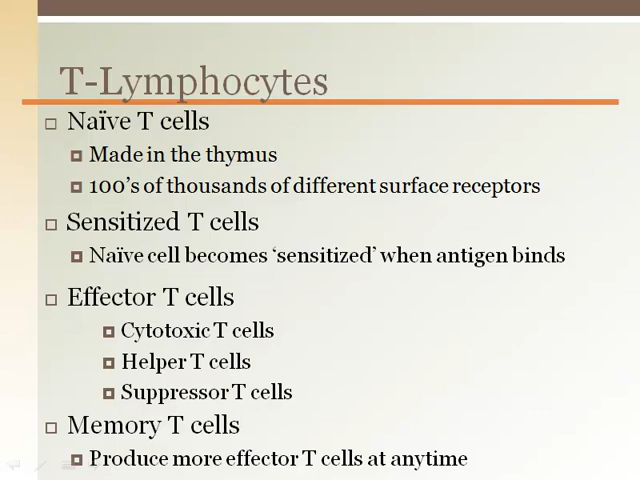 T-Lymphocytes
Naïve T cells
Made in the thymus
100's of thousands of different surface receptors
Sensitized T cells
Naïve cell becomes 'sensitized' when antigen binds
Effector T cells
Cytotoxic T cells
Helper T cells
Suppressor T cells
Memory T cells
Produce more effector T cells at anytime